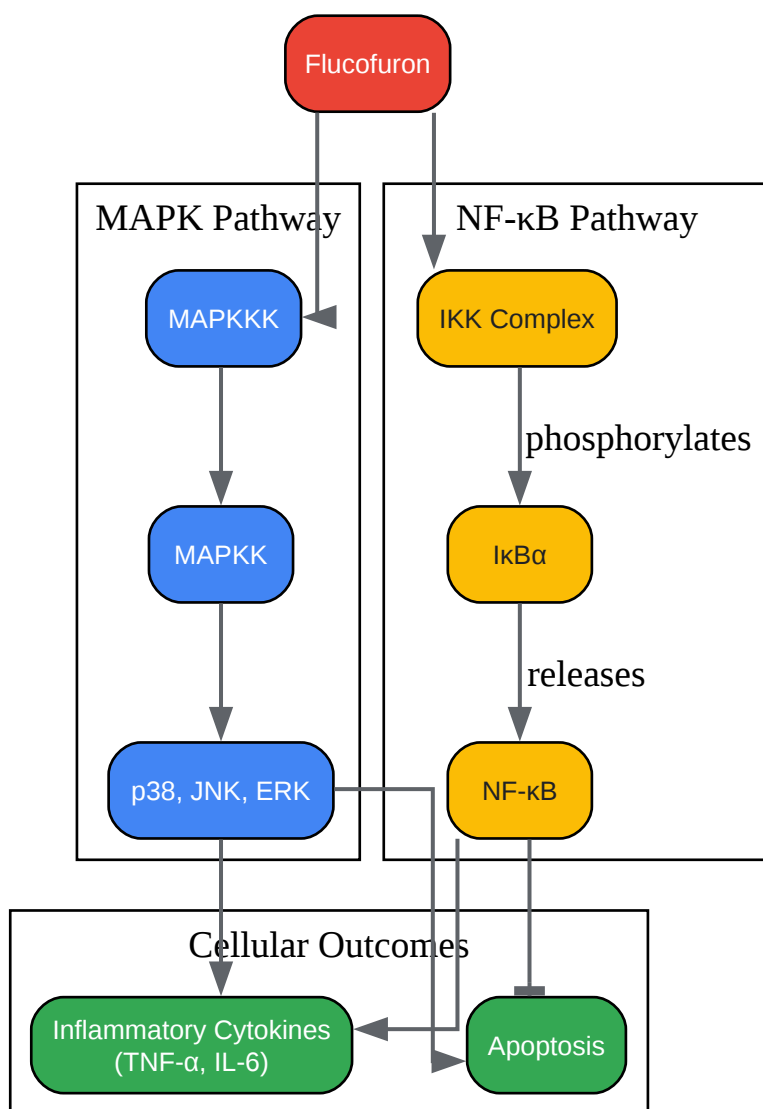 Flucofuron
MAPK Pathway
NF-κB Pathway
MAPKKK
IKK Complex
phosphorylates
MAPKK
IκBα
releases
p38, JNK, ERK
NF-κB
Cellular Outcomes
Inflammatory Cytokines
(TNF-α, IL-6)
Apoptosis